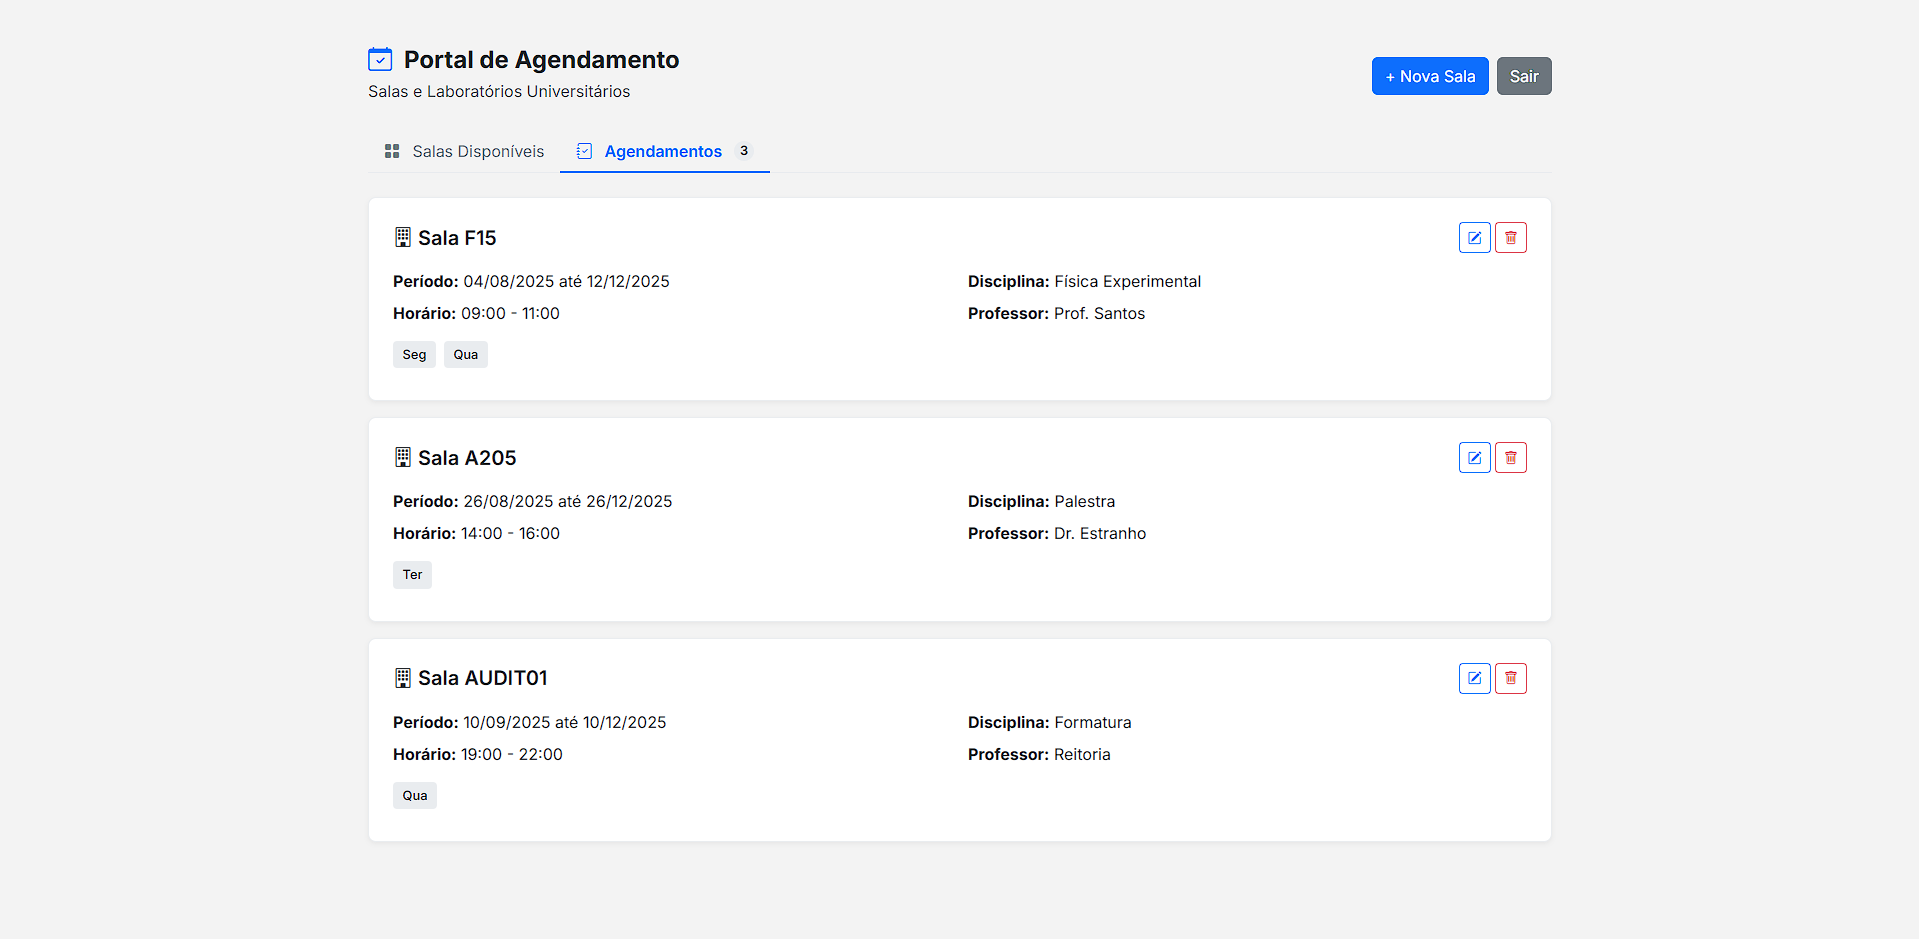 Portal de Agendamento
Salas e Laboratórios Universitários
+ Nova Sala
Sair
Salas Disponíveis
Agendamentos 3
Sala F15
Período: 04/08/2025 até 12/12/2025
Disciplina: Física Experimental
Horário: 09:00 - 11:00
Professor: Prof. Santos
Seg Qua
Sala A205
Período: 26/08/2025 até 26/12/2025
Disciplina: Palestra
Horário: 14:00 - 16:00
Professor: Dr. Estranho
Ter
Sala AUDIT01
Período: 10/09/2025 até 10/12/2025
Disciplina: Formatura
Horário: 19:00 - 22:00
Professor: Reitoria
Qua